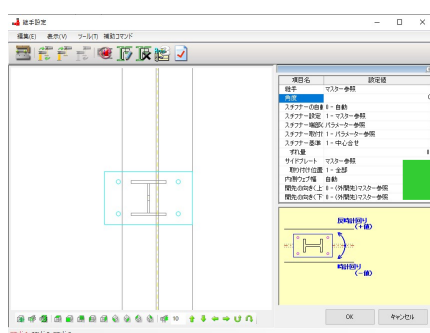 継手設定
編集(E) 表示(V) ツール(T) 補助コマンド
項目名 設定値
継手 マスター参照
角度
スチフナーの自動 0 - 自動
スチフナー設定 1 - マスター参照
スチフナー端部 パラメーター参照
スチフナー取付 1 - パラメーター参照
スチフナー基準 1 - 中心合せ
ずれ量
サイドプレート マスター参照
取り付け位置 1 - 全部
内側ウェブ幅 自動
開先の向き(上 0 - (外開先)マスター参照
開先の向き(下 0 - (外開先)マスター参照
反時計回り
(+値)
時計回り
(-値)
OK キャンセル